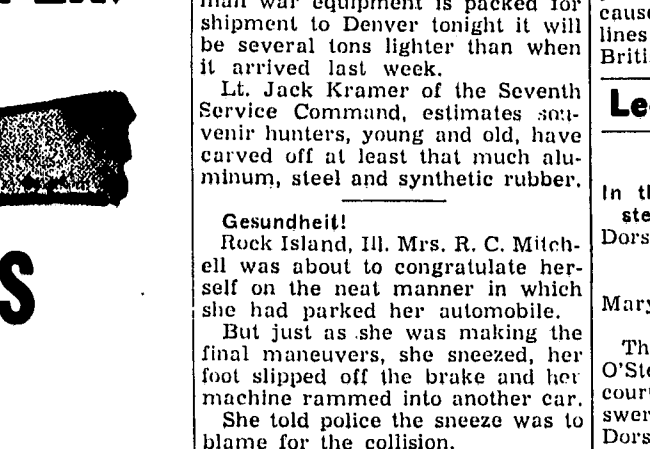 man war equipment is packed for
shipment to Denver tonight it will
be several tons lighter than when
it arrived last week.
Lt. Jack Kramer of the Seventh
Service Command, estimates sou-
venir hunters, young and old, have
carved off at least that much alu-
minum, steel and synthetic rubber.
Gesundheit!
Rock Island, Ill. Mrs. R. C. Mitch-
ell was about to congratulate her-
self on the neat manner in which
she had parked her automobile.
But just as she was making the
final maneuvers, she sneezed, her
foot slipped off the brake and her
machine rammed into another car.
She told police the sneeze was to
blame for the collision.
S
cause
lines
Briti
Le
In th
ste
Dors
Mary
Th
O'Ste
cour
swer
Dors